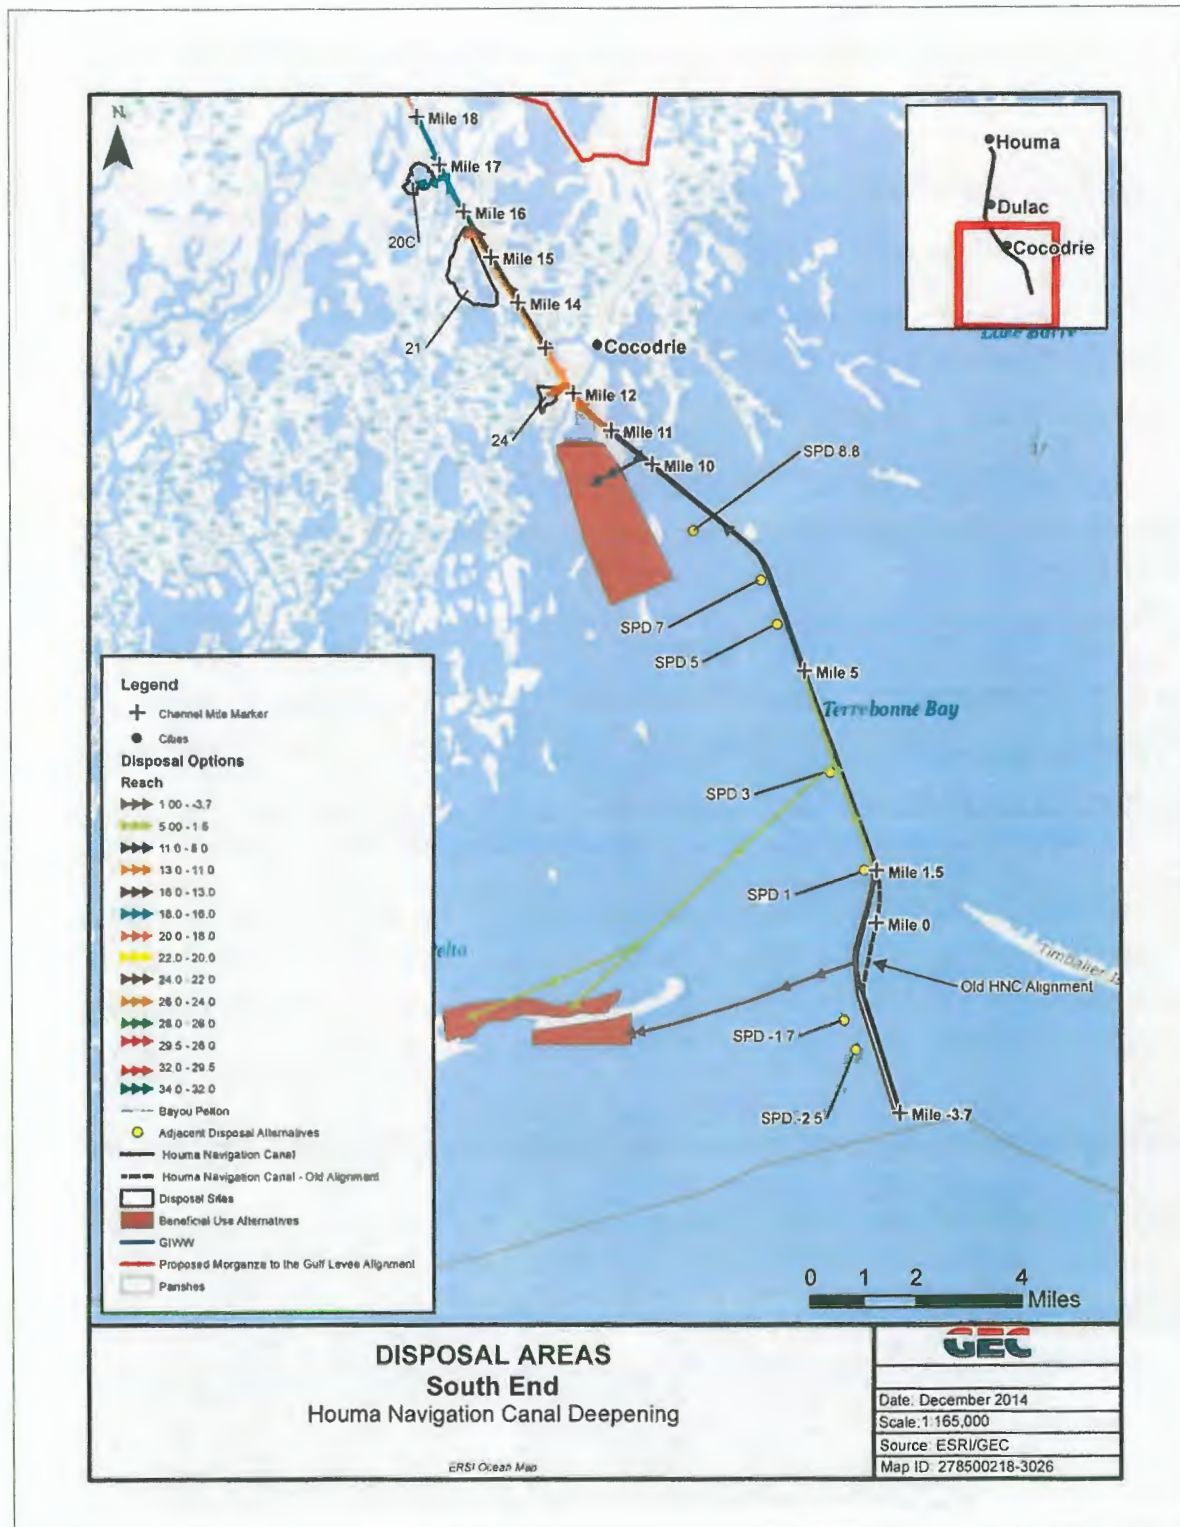 N
Mile 18
Mile 17
Mile 16
20C
Mile 15
Mile 14
21
Cocodrie
Mile 12
24
Mile 11
Mile 10
SPD 8.8
SPD 7
SPD 5
Mile 5
Terrebonne Bay
SPD 3
SPD 1
Mile 1.5
Mile 0
Timbalier Is
Old HNC Alignment
SPD -1 7
SPD -2 5
Mile -3.7
Houma
Dulac
Cocodrie
Lake Barre
elta
Legend
Channel Mile Marker
Cities
Disposal Options
Reach
1 00 - -3.7
5 00 - 1 5
11 0 - 5 0
13 0 - 11 0
16 0 - 13.0
18.0 - 16.0
20 0 - 18 0
22.0 - 20.0
24 0 - 22 0
26 0 - 24 0
28 0 - 26 0
29.5 - 28 0
32.0 - 29.5
34 0 - 32 0
Bayou Pelton
Adjacent Disposal Alternatives
Houma Navigation Canal
Houma Navigation Canal - Old Alignment
Disposal Sites
Beneficial Use Alternatives
GIWW
Proposed Morganza to the Gulf Levee Alignment
Parishes
0 1 2 4
Miles
DISPOSAL AREAS
South End
Houma Navigation Canal Deepening
ERSI Ocean Map
GEC
Date: December 2014
Scale:1:165,000
Source: ESRI/GEC
Map ID: 278500218-3026